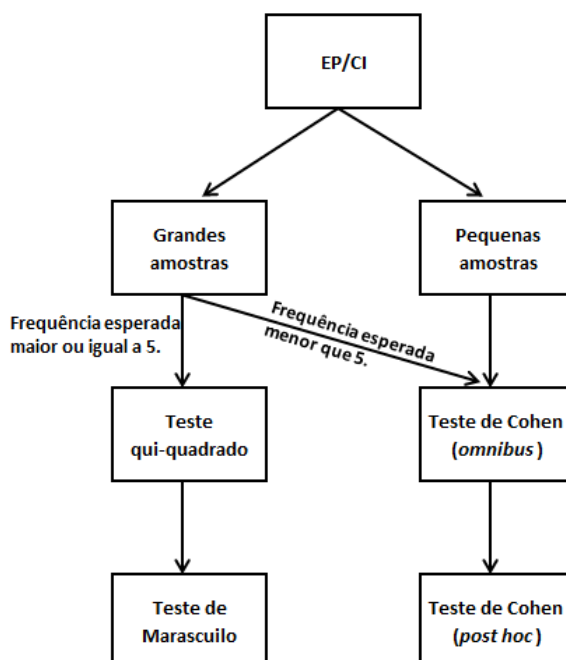 EP/CI
Grandes
amostras
Pequenas
amostras
Frequência esperada
maior ou igual a 5.
Frequência esperada
menor que 5.
Teste
qui-quadrado
Teste de Cohen
(omnibus)
Teste de
Marascuilo
Teste de Cohen
(post hoc)